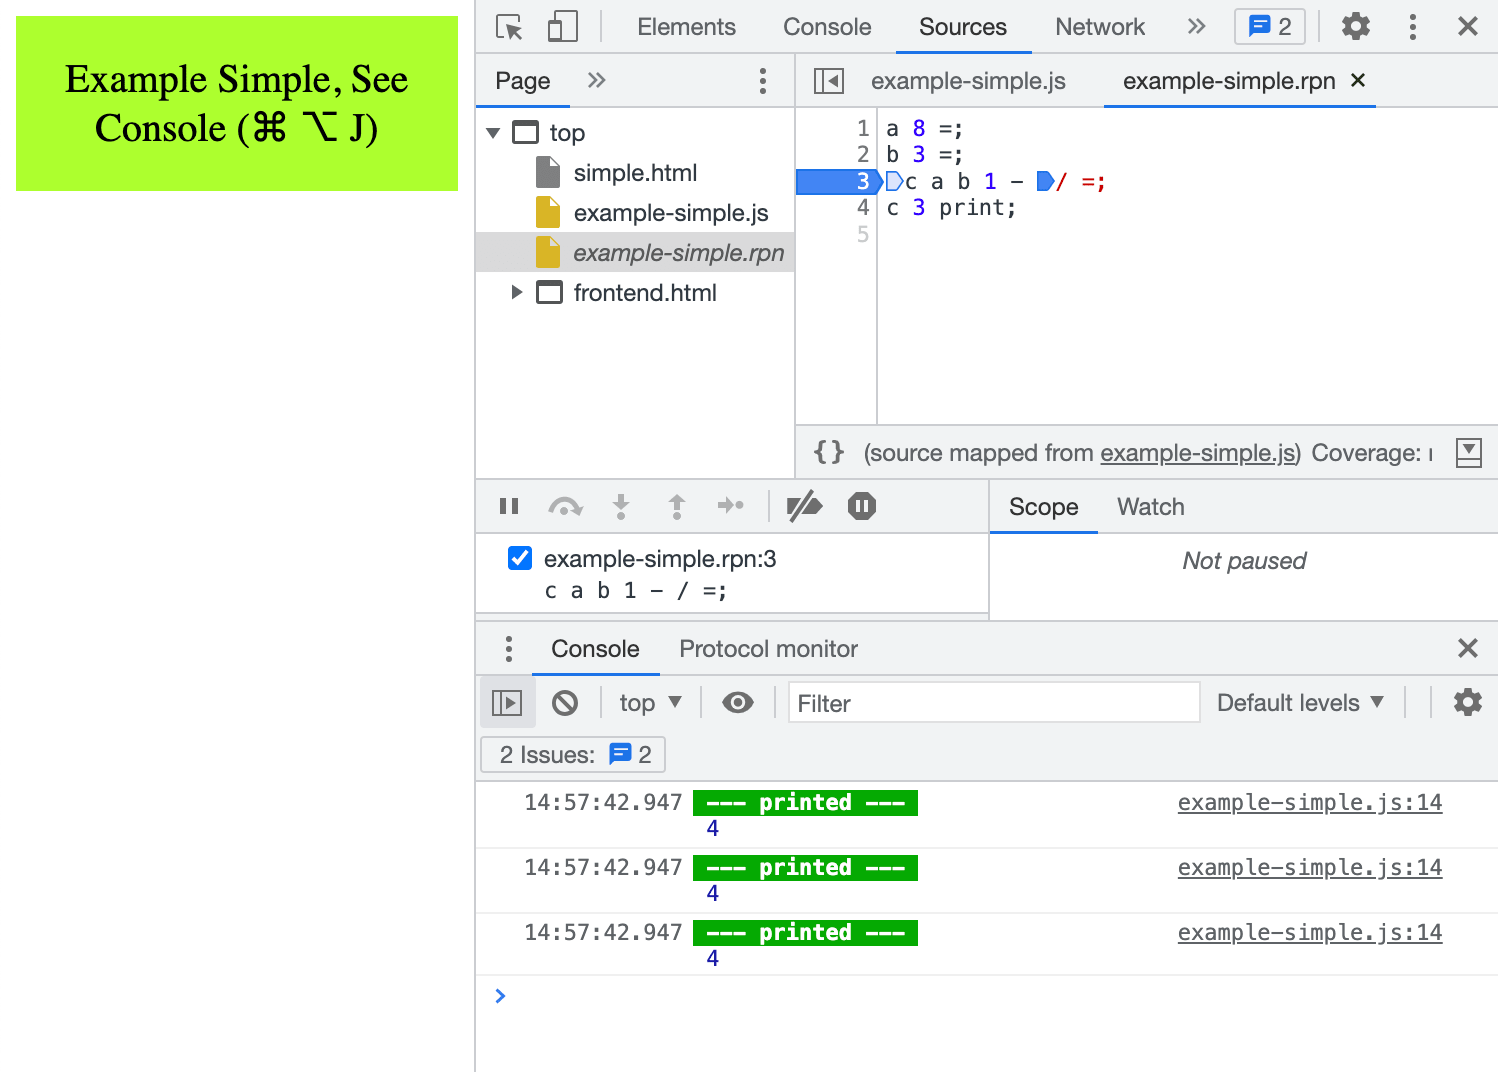 Example Simple, See
Console (⌘ ⌥ J)
Elements Console Sources Network » 2
Page » example-simple.js example-simple.rpn ×
top
simple.html
example-simple.js
example-simple.rpn
frontend.html
1 a 8 =;
2 b 3 =;
3 c a b 1 - / =;
4 c 3 print;
5
{} (source mapped from example-simple.js) Coverage:
Scope Watch
example-simple.rpn:3
c a b 1 - / =;
Not paused
Console Protocol monitor
top Filter Default levels
2 Issues: 2
14:57:42.947 --- printed --- example-simple.js:14
4
14:57:42.947 --- printed --- example-simple.js:14
4
14:57:42.947 --- printed --- example-simple.js:14
4